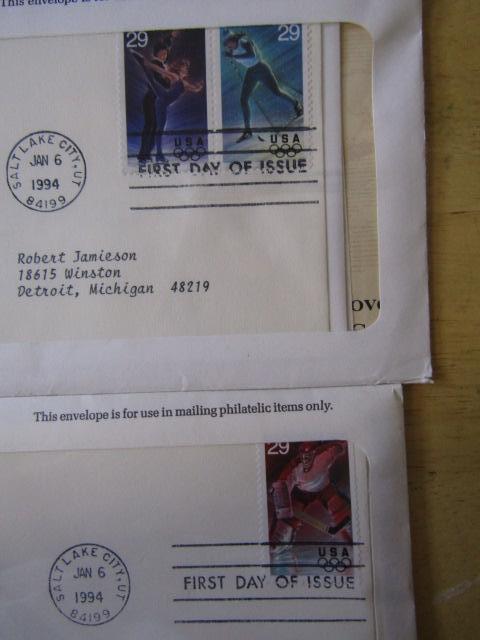 This envelope is for
29 29
USA USA
FIRST DAY OF ISSUE
SALT LAKE CITY, UT
JAN 6
1994
84199
Robert Jamieson
18615 Winston
Detroit, Michigan 48219
This envelope is for use in mailing philatelic items only.
29
USA
FIRST DAY OF ISSUE
SALT LAKE CITY, UT
JAN 6
1994
84199